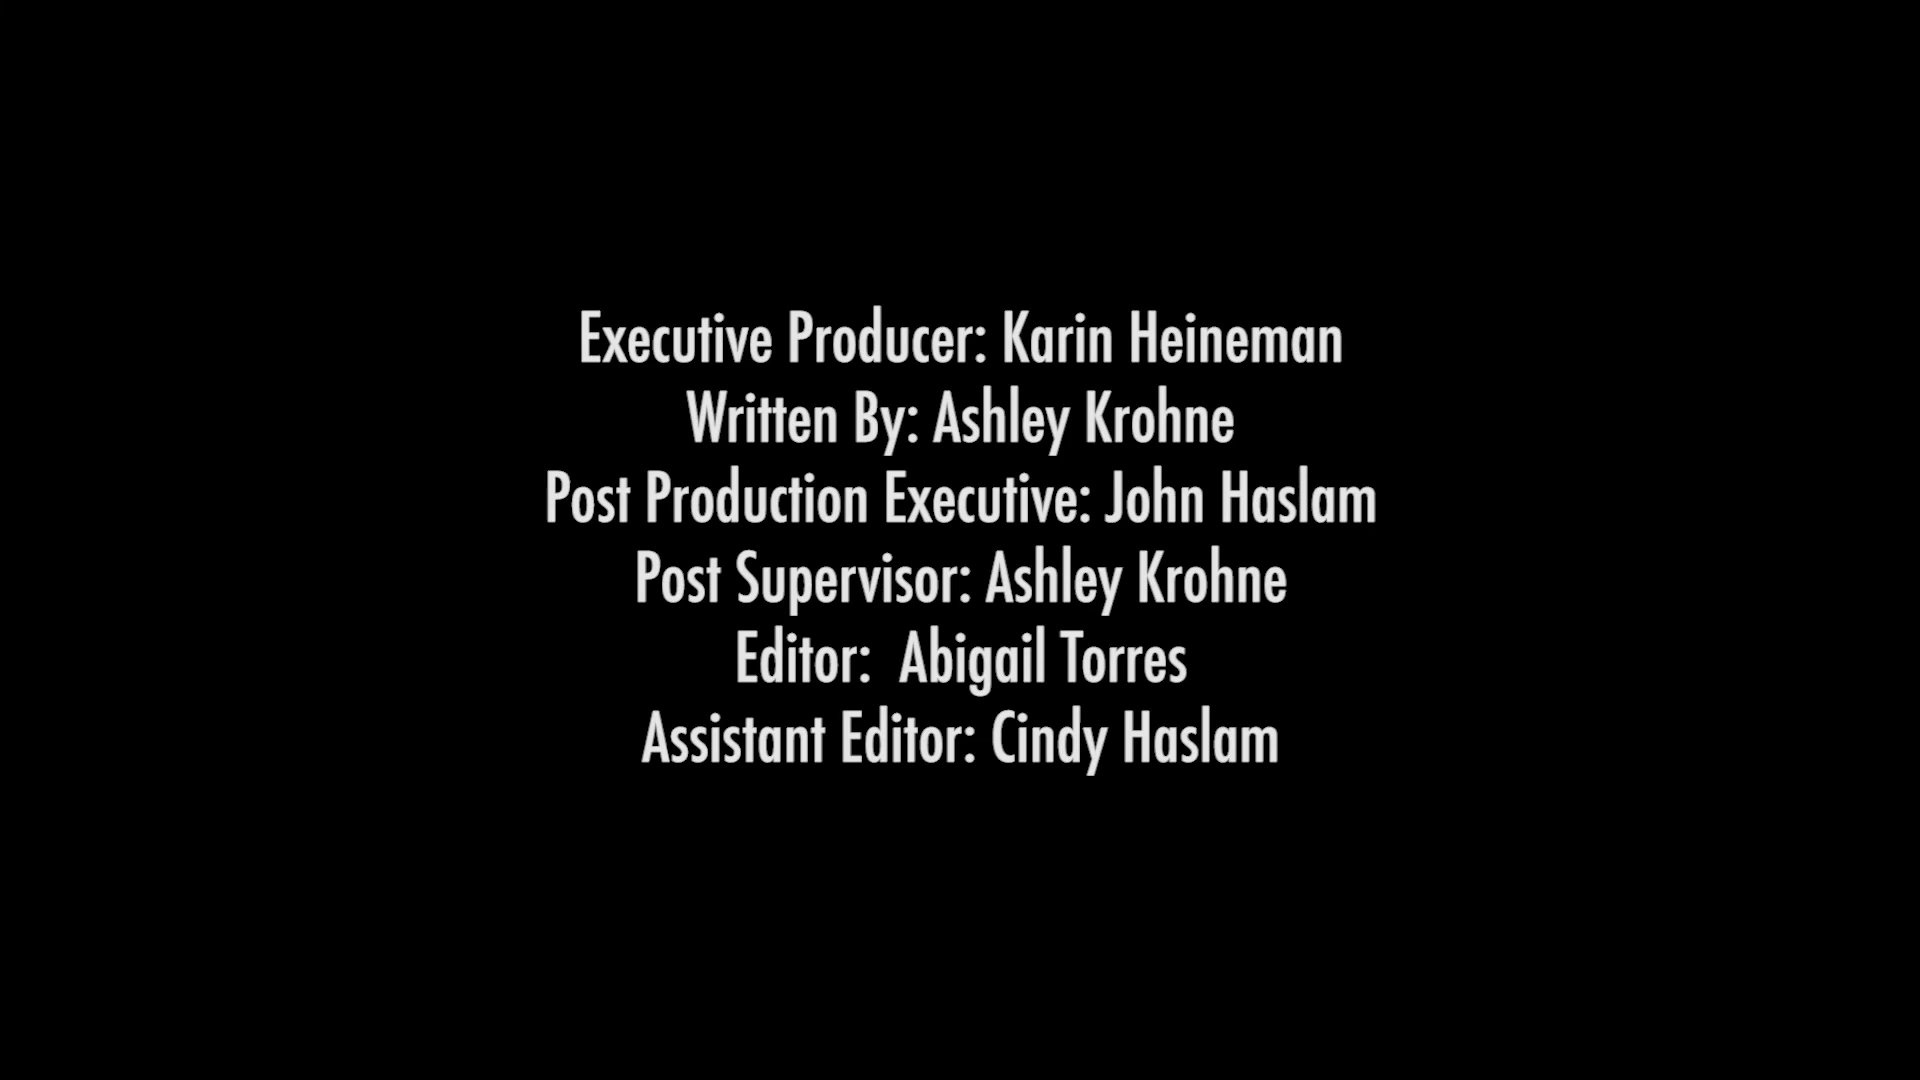 Executive Producer: Karin Heineman
Written By: Ashley Krohne
Post Production Executive: John Haslam
Post Supervisor: Ashley Krohne
Editor:  Abigail Torres
Assistant Editor: Cindy Haslam